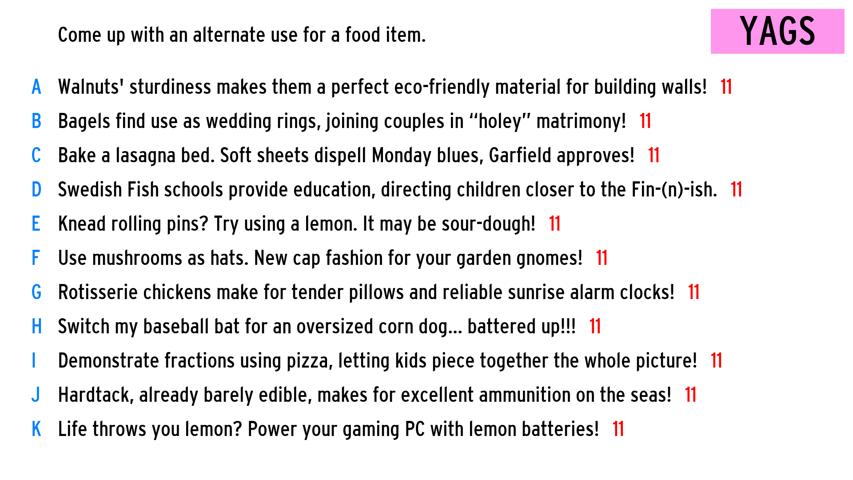 Come up with an alternate use for a food item.
YAGS
A Walnuts' sturdiness makes them a perfect eco-friendly material for building walls! 11
B Bagels find use as wedding rings, joining couples in “holey” matrimony! 11
C Bake a lasagna bed. Soft sheets dispell Monday blues, Garfield approves! 11
D Swedish Fish schools provide education, directing children closer to the Fin-(n)-ish. 11
E Knead rolling pins? Try using a lemon. It may be sour-dough! 11
F Use mushrooms as hats. New cap fashion for your garden gnomes! 11
G Rotisserie chickens make for tender pillows and reliable sunrise alarm clocks! 11
H Switch my baseball bat for an oversized corn dog... battered up!!! 11
I Demonstrate fractions using pizza, letting kids piece together the whole picture! 11
J Hardtack, already barely edible, makes for excellent ammunition on the seas! 11
K Life throws you lemon? Power your gaming PC with lemon batteries! 11